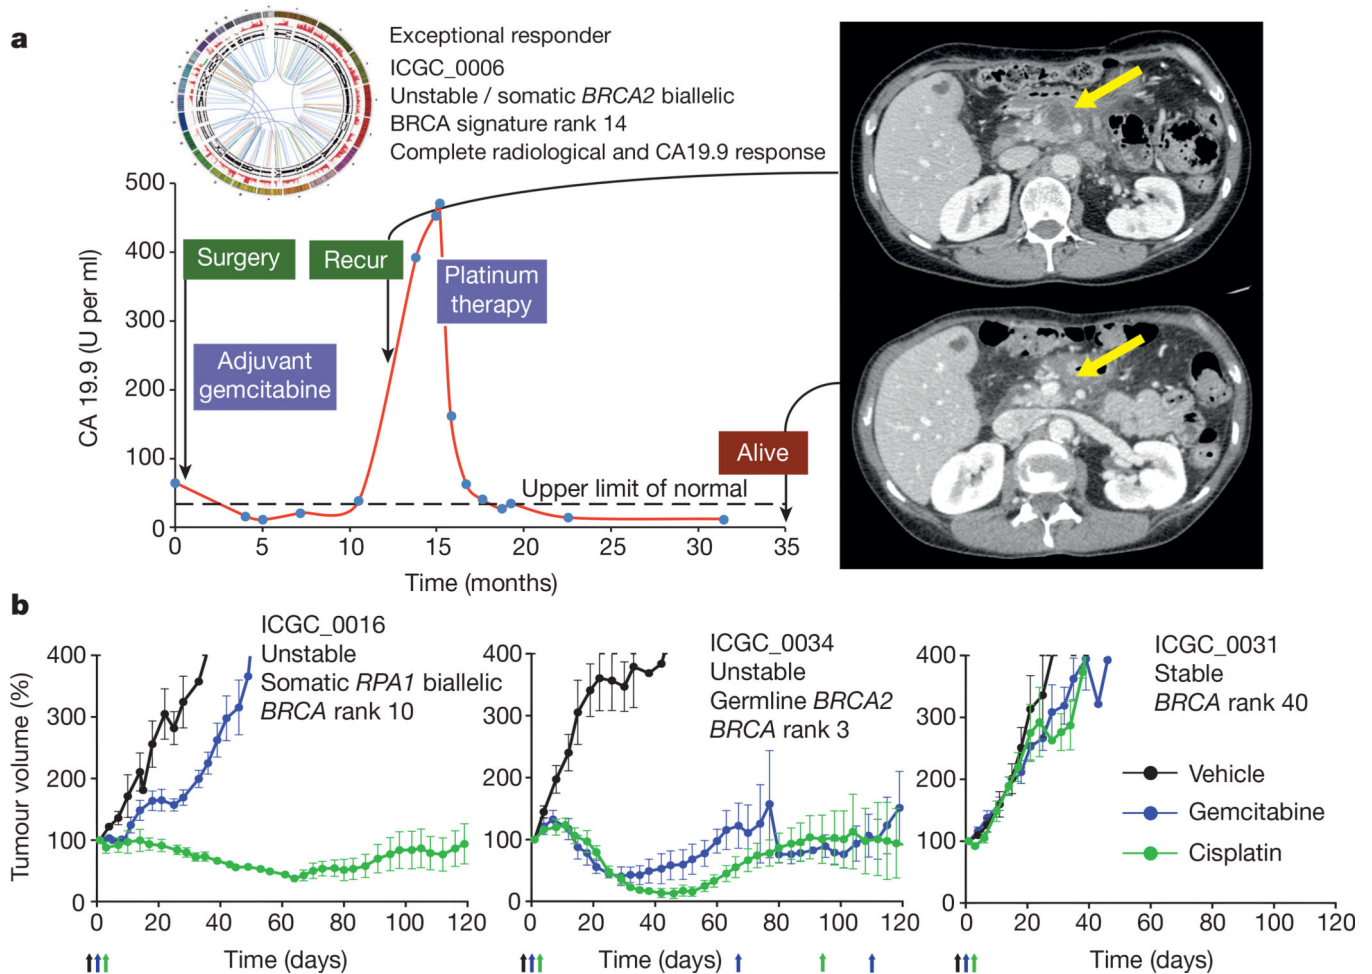 a
Exceptional responder
ICGC_0006
Unstable / somatic BRCA2 biallelic
BRCA signature rank 14
Complete radiological and CA19.9 response
500
400
300
200
100
0
CA 19.9 (U per ml)
Surgery
Recur
Platinum
therapy
Adjuvant
gemcitabine
Alive
Upper limit of normal
0 5 10 15 20 25 30 35
Time (months)
b
ICGC_0016
Unstable
Somatic RPA1 biallelic
BRCA rank 10
400
300
200
100
0
Tumour volume (%)
0 20 40 60 80 100 120
Time (days)
ICGC_0034
Unstable
Germline BRCA2
BRCA rank 3
400
300
200
100
0
0 20 40 60 80 100 120
Time (days)
ICGC_0031
Stable
BRCA rank 40
400
300
200
100
0
Vehicle
Gemcitabine
Cisplatin
0 20 40 60 80 100 120
Time (days)